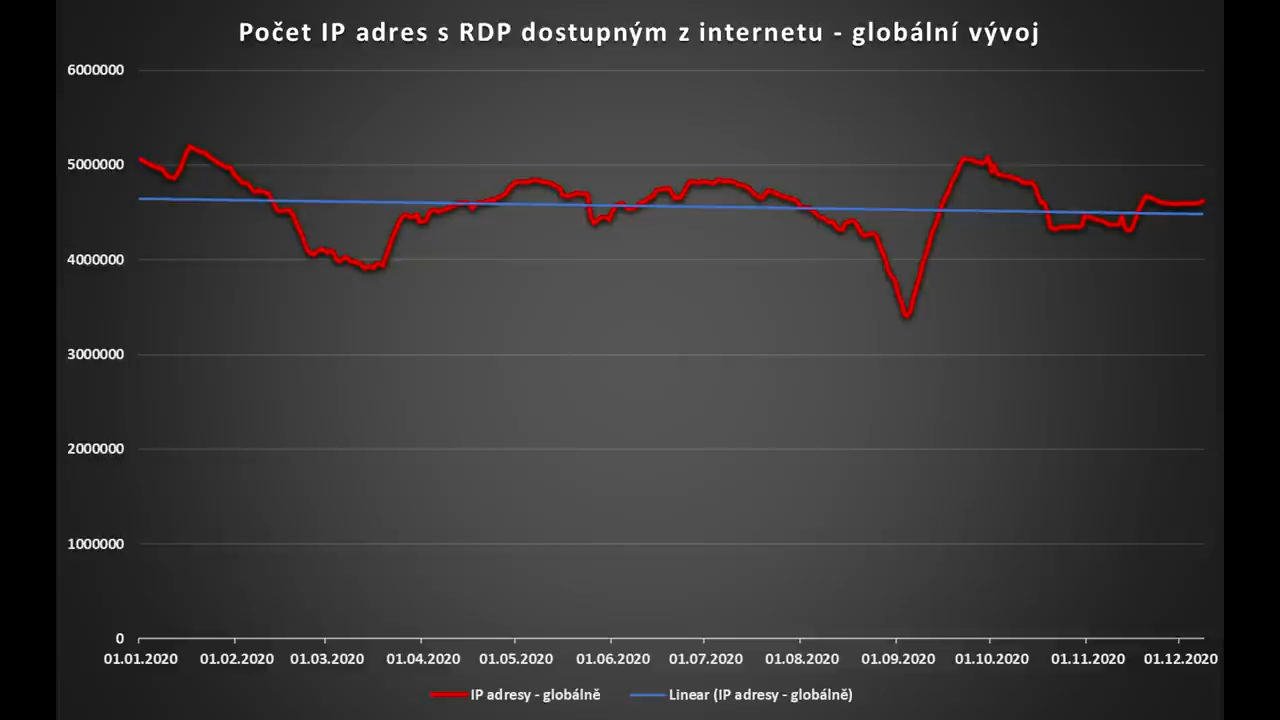 Počet IP adres s RDP dostupným z internetu - globální vývoj
6000000
5000000
4000000
3000000
2000000
1000000
0
01.01.2020 01.02.2020 01.03.2020 01.04.2020 01.05.2020 01.06.2020 01.07.2020 01.08.2020 01.09.2020 01.10.2020 01.11.2020 01.12.2020
IP adresy - globálně Linear (IP adresy - globálně)